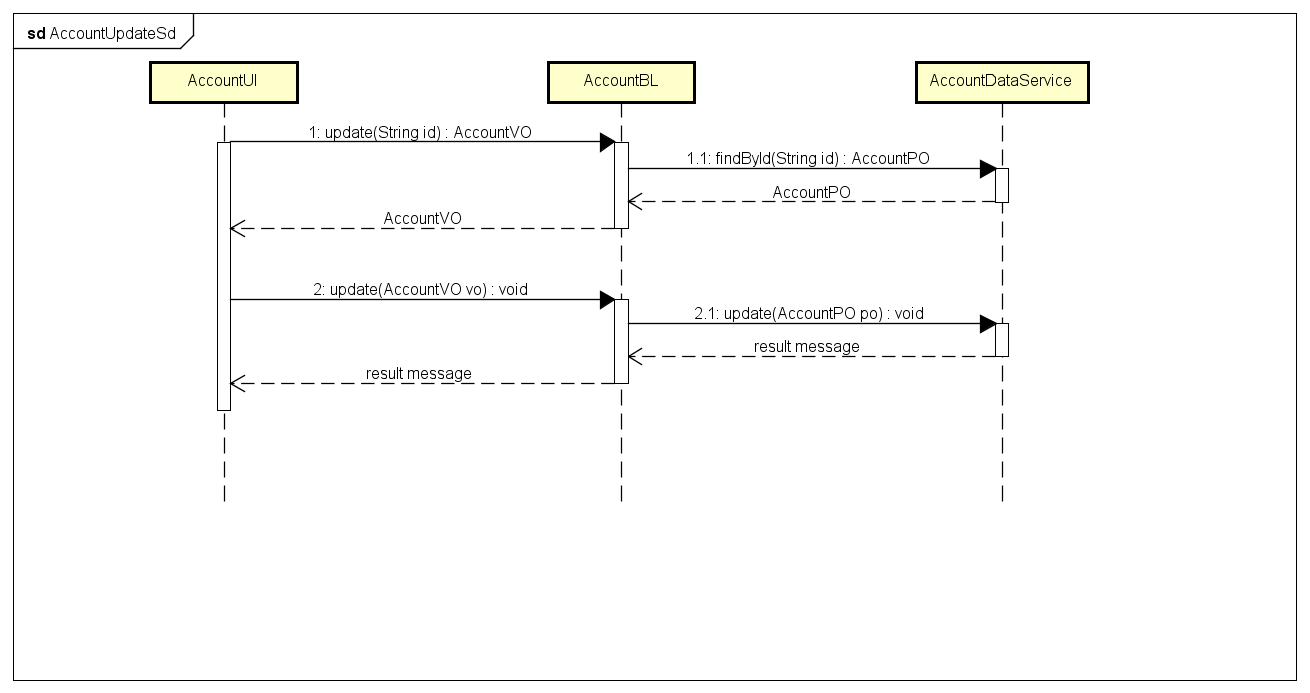 sd AccountUpdateSd
AccountUI
AccountBL
AccountDataService
1: update(String id) : AccountVO
1.1: findById(String id) : AccountPO
AccountPO
AccountVO
2: update(AccountVO vo) : void
2.1: update(AccountPO po) : void
result message
result message